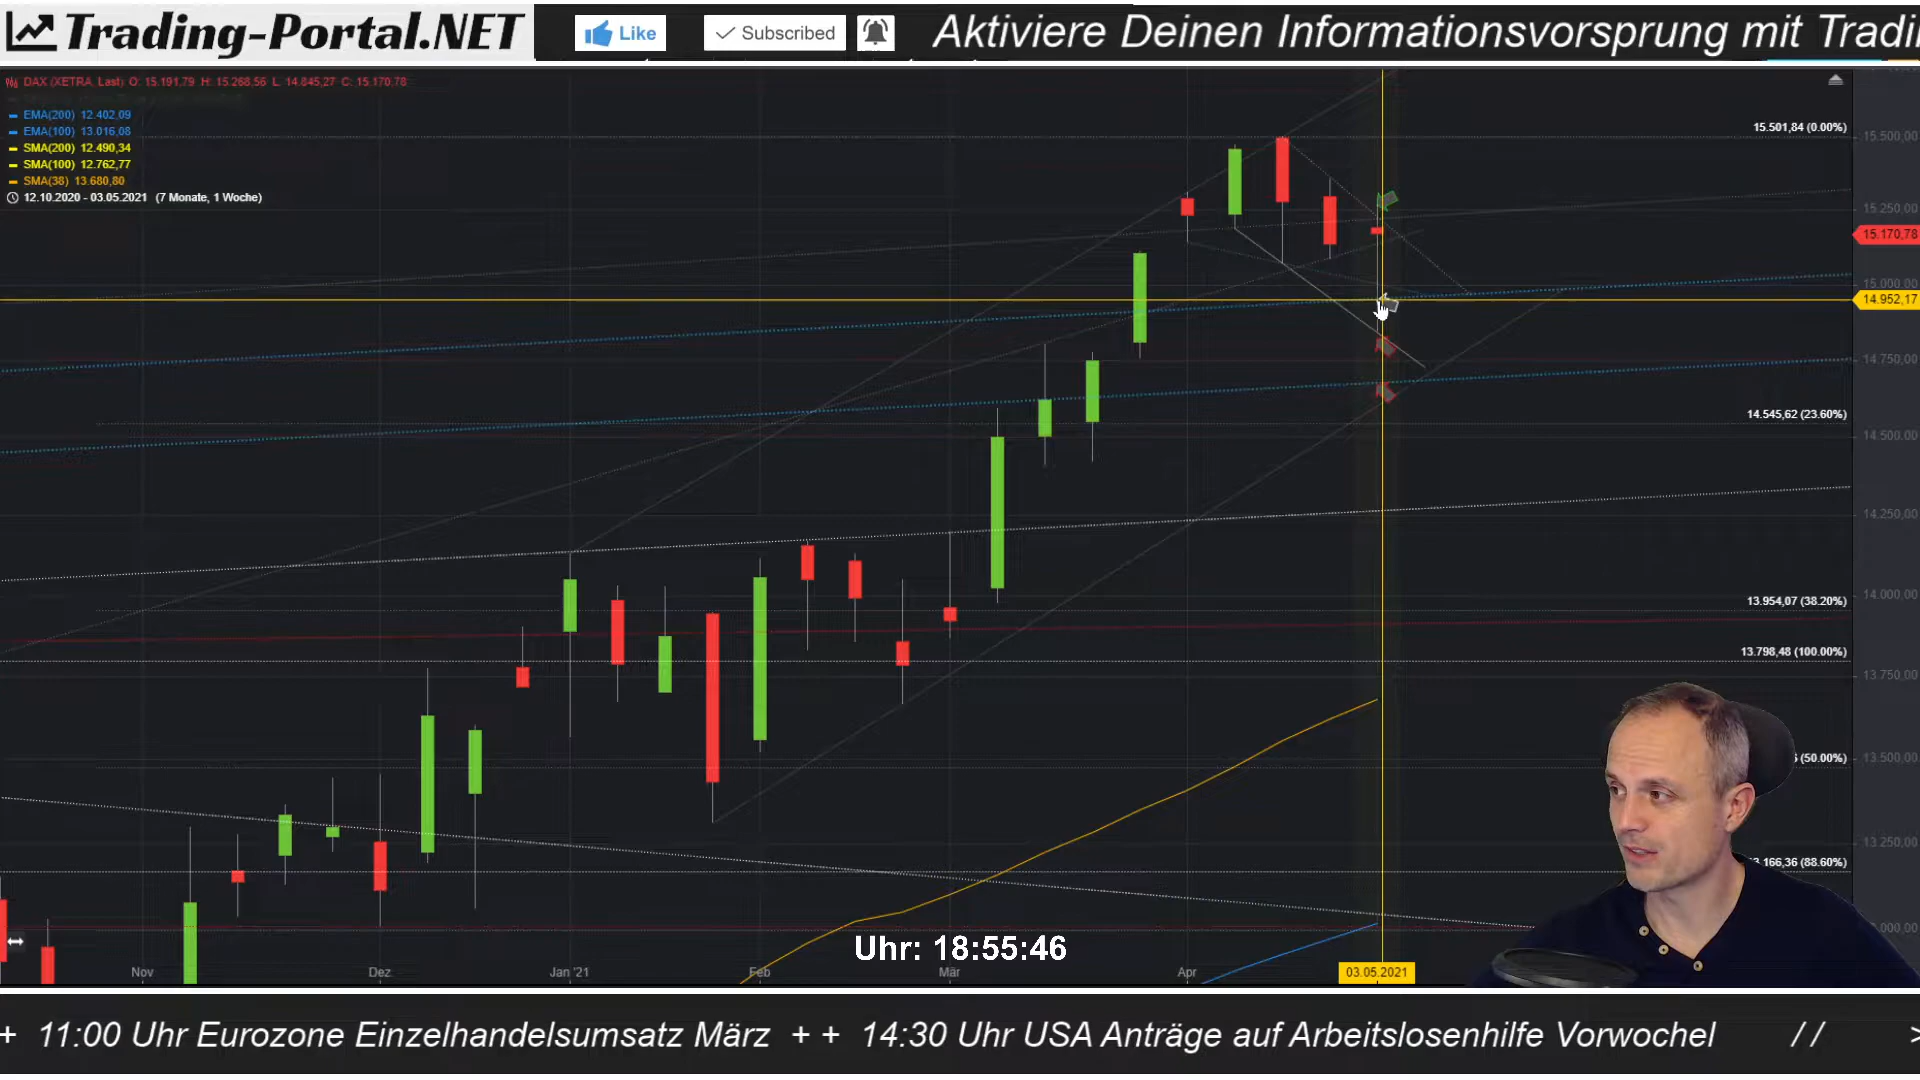 Trading-Portal.NET
Like
Subscribed
Aktiviere Deinen Informationsvorsprung mit Tradi
DAX (XETRA, Last) O: 15.191,79 H: 15.268,56 L: 14.845,27 C: 15.170,78
EMA(200) 12.402,09
EMA(100) 13.016,08
SMA(200) 12.490,34
SMA(100) 12.762,77
SMA(38) 13.680,80
12.10.2020 - 03.05.2021 (7 Monate, 1 Woche)
15.501,84 (0.00%)
15.500,00
15.250,00
15.170,78
15.000,00
14.952,17
14.750,00
14.545,62 (23.60%)
14.500,00
14.250,00
14.000,00
13.954,07 (38.20%)
13.798,48 (100.00%)
13.750,00
(50.00%)
13.500,00
13.250,00
3.166,36 (88.60%)
000,00
Uhr: 18:55:46
Nov
Dez
Jan '21
Feb
Mär
Apr
03.05.2021
+ 11:00 Uhr Eurozone Einzelhandelsumsatz März + + 14:30 Uhr USA Anträge auf Arbeitslosenhilfe Vorwochel // >